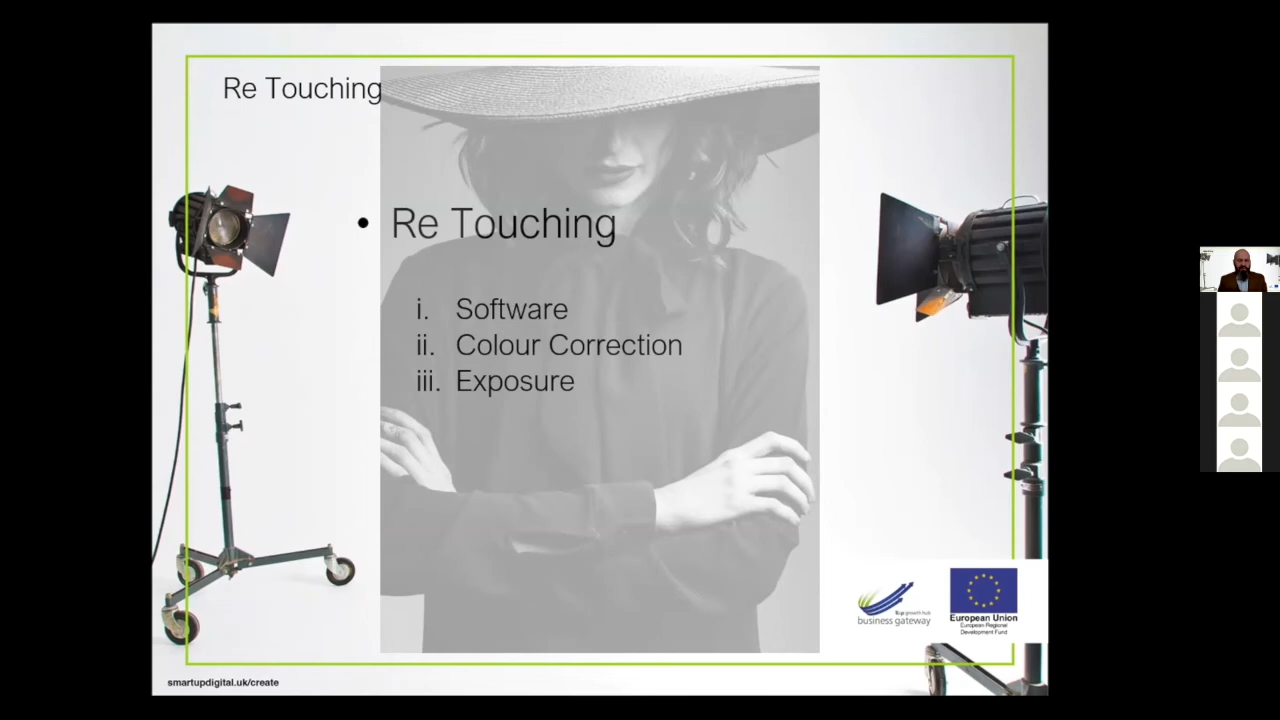 Re Touching
• Re Touching
i. Software
ii. Colour Correction
iii. Exposure
business gateway
European Union
European Regional
Development Fund
smartupdigital.uk/create